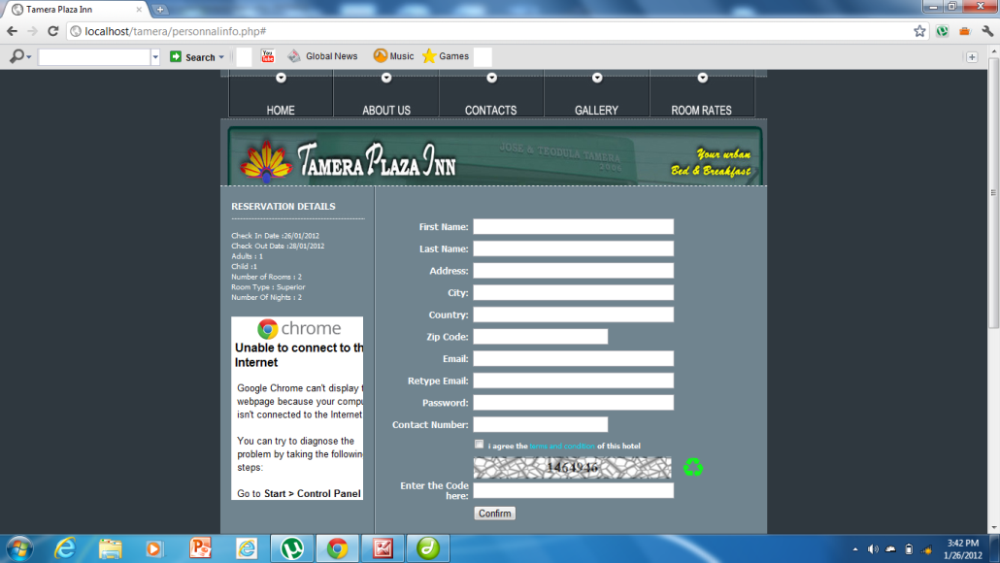 Tamera Plaza Inn
localhost/tamera/personnalinfo.php#
Search
You Tube
Global News
Music
Games
HOME
ABOUT US
CONTACTS
GALLERY
ROOM RATES
TAMERA PLAZA INN
JOSE & TEODULA TAMERA
2006
Your urban
Bed & Breakfast
RESERVATION DETAILS
Check In Date :26/01/2012
Check Out Date :28/01/2012
Adults : 1
Child :1
Number of Rooms : 2
Room Type : Superior
Number Of Nights : 2
chrome
Unable to connect to th
Internet
Google Chrome can't display t
webpage because your compu
isn't connected to the Internet
You can try to diagnose the
problem by taking the followin
steps:
Go to Start > Control Panel
First Name:
Last Name:
Address:
City:
Country:
Zip Code:
Email:
Retype Email:
Password:
Contact Number:
i agree the terms and condition of this hotel
1464946
Enter the Code
here:
Confirm
3:42 PM
1/26/2012